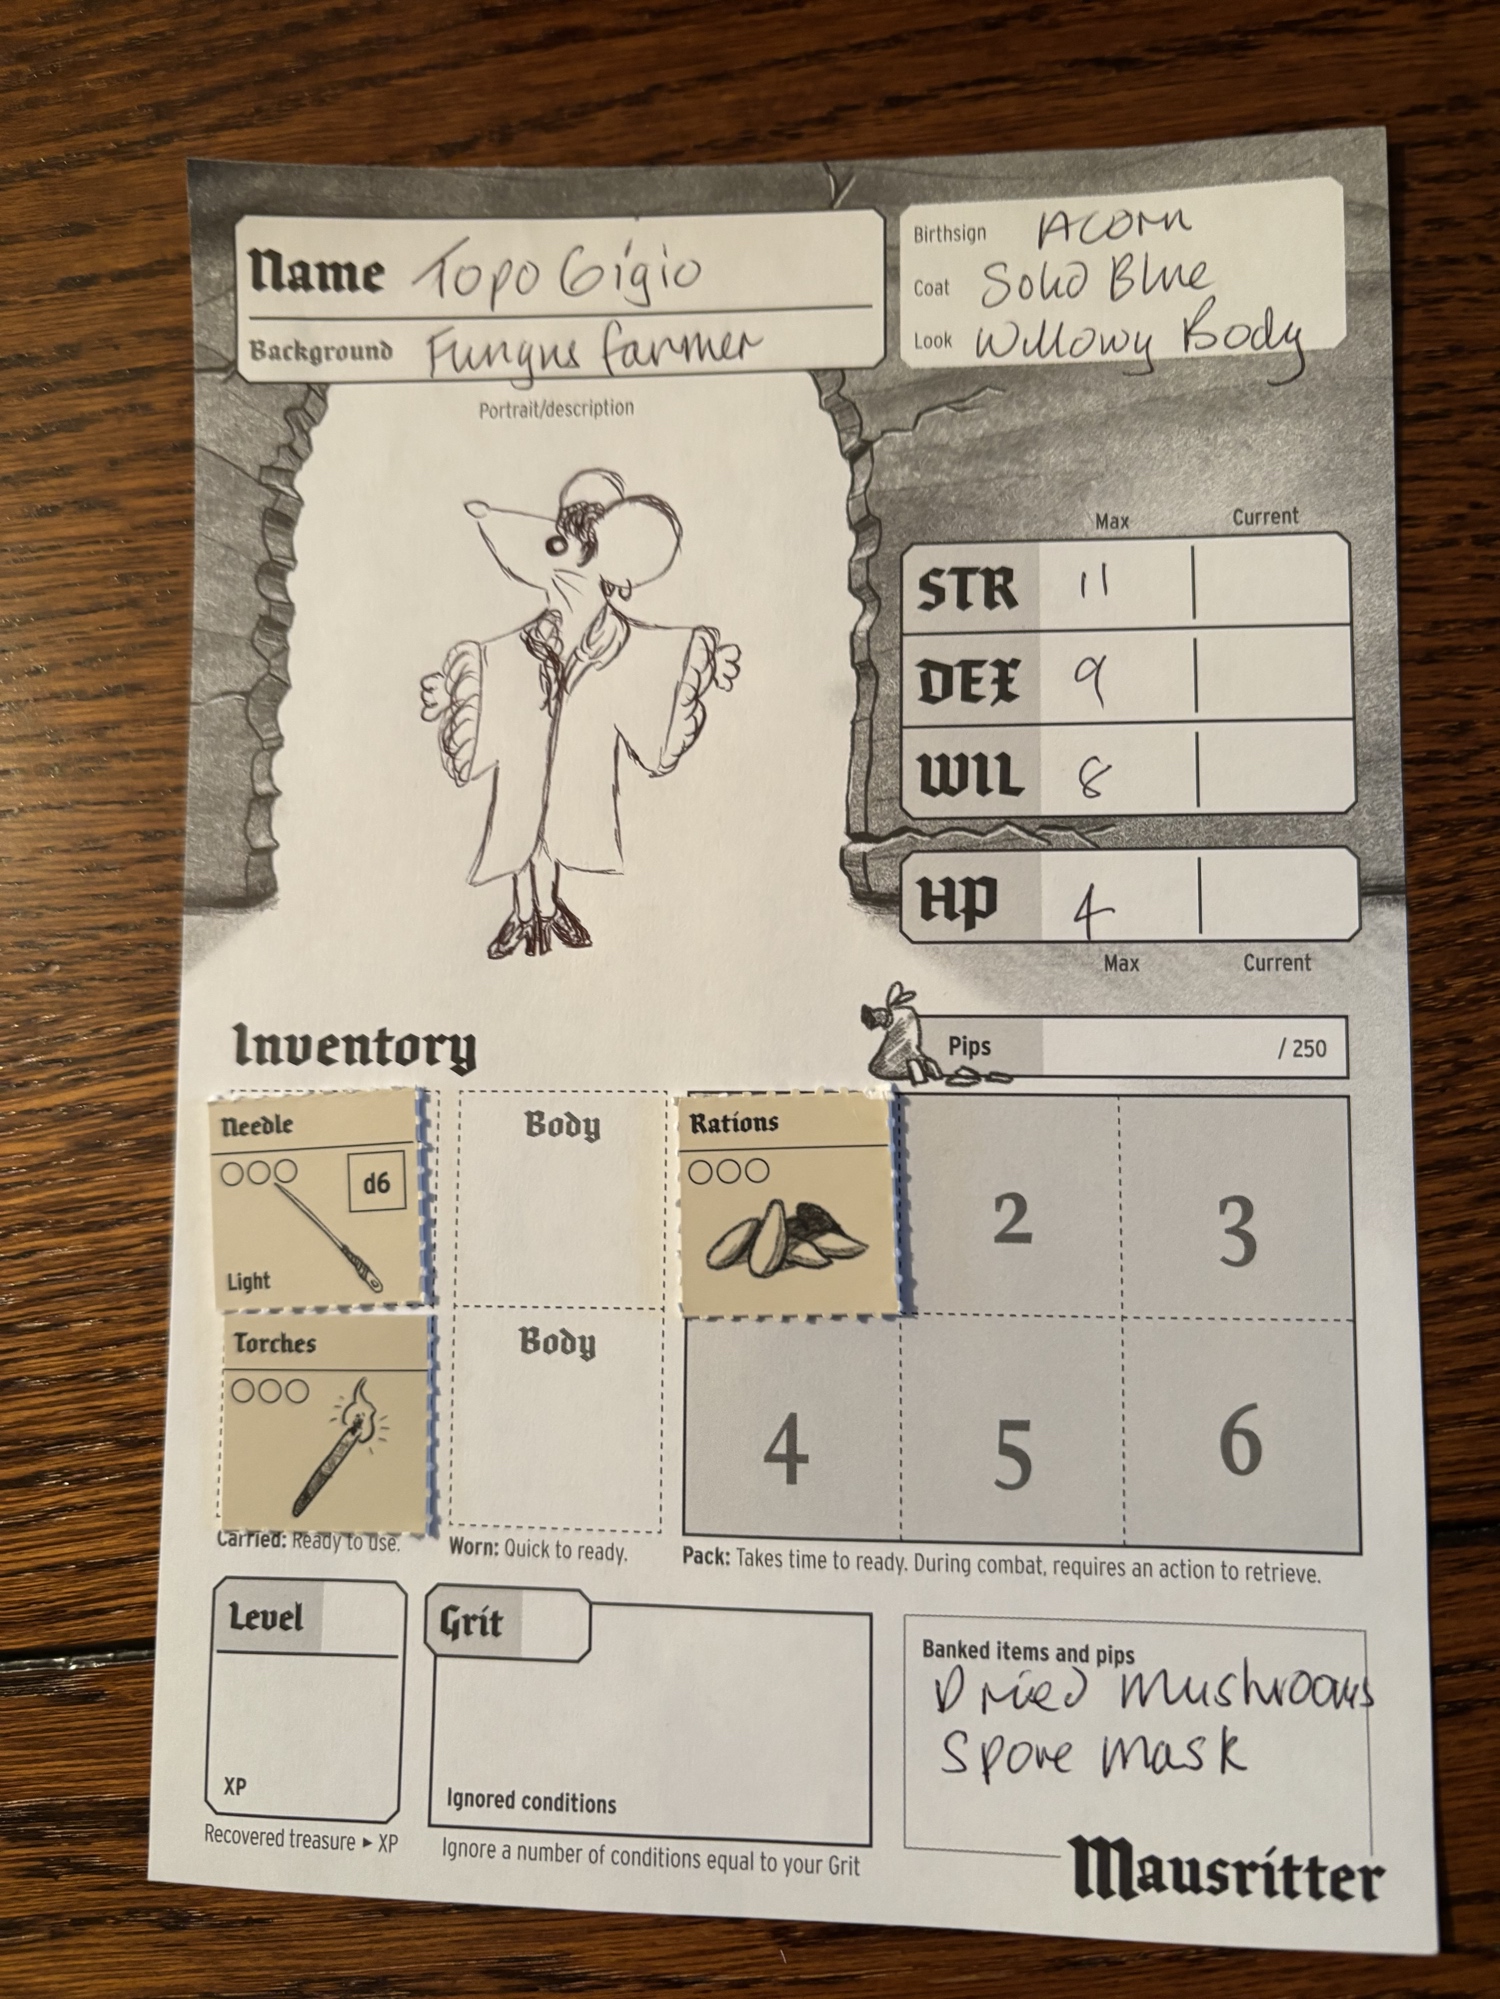 Name Topo Gígio
Background Fungus farmer
Birthsign Acorn
Coat Solid Blue
Look Willowy Body
Portrait/description
Max Current
STR 11
DEX 9
WIL 8
HP 4
Max Current
Inventory
Pips / 250
Needle
d6
Light
Torches
Body
Body
Rations
2
3
4
5
6
Carried: Ready to use.
Worn: Quick to ready.
Pack: Takes time to ready. During combat, requires an action to retrieve.
Level
XP
Recovered treasure ▸ XP
Grit
Ignored conditions
Ignore a number of conditions equal to your Grit
Banked items and pips
Dried mushrooms
Spore mask
Mausritter